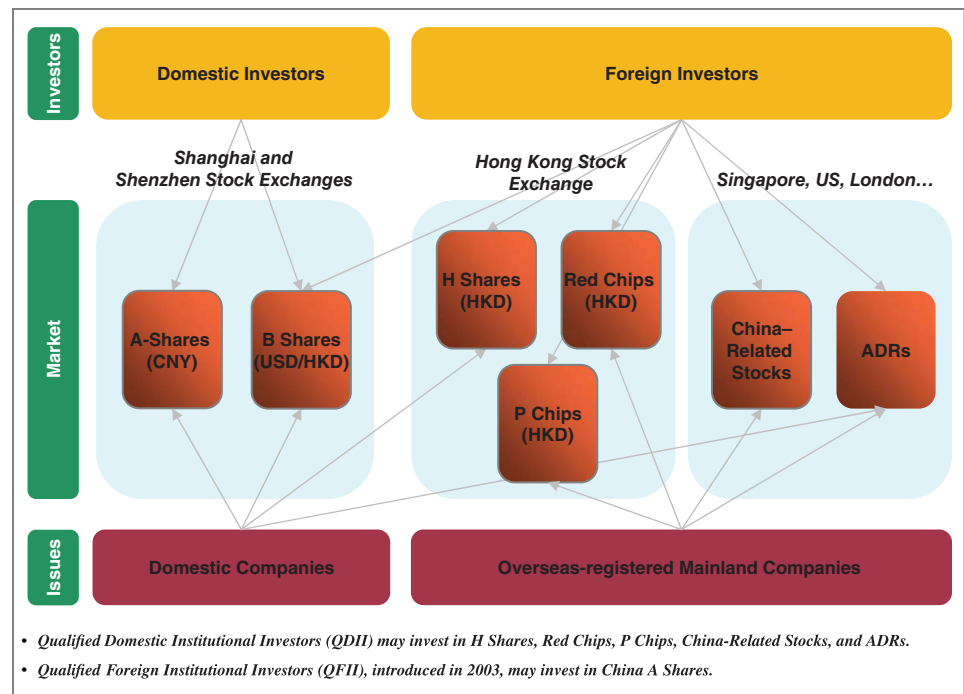 Investors
Domestic Investors
Foreign Investors
Shanghai and
Shenzhen Stock Exchanges
Hong Kong Stock
Exchange
Singapore, US, London…
Market
A-Shares
(CNY)
B Shares
(USD/HKD)
H Shares
(HKD)
Red Chips
(HKD)
P Chips
(HKD)
China–
Related
Stocks
ADRs
Issues
Domestic Companies
Overseas-registered Mainland Companies
• Qualified Domestic Institutional Investors (QDII) may invest in H Shares, Red Chips, P Chips, China-Related Stocks, and ADRs.
• Qualified Foreign Institutional Investors (QFII), introduced in 2003, may invest in China A Shares.